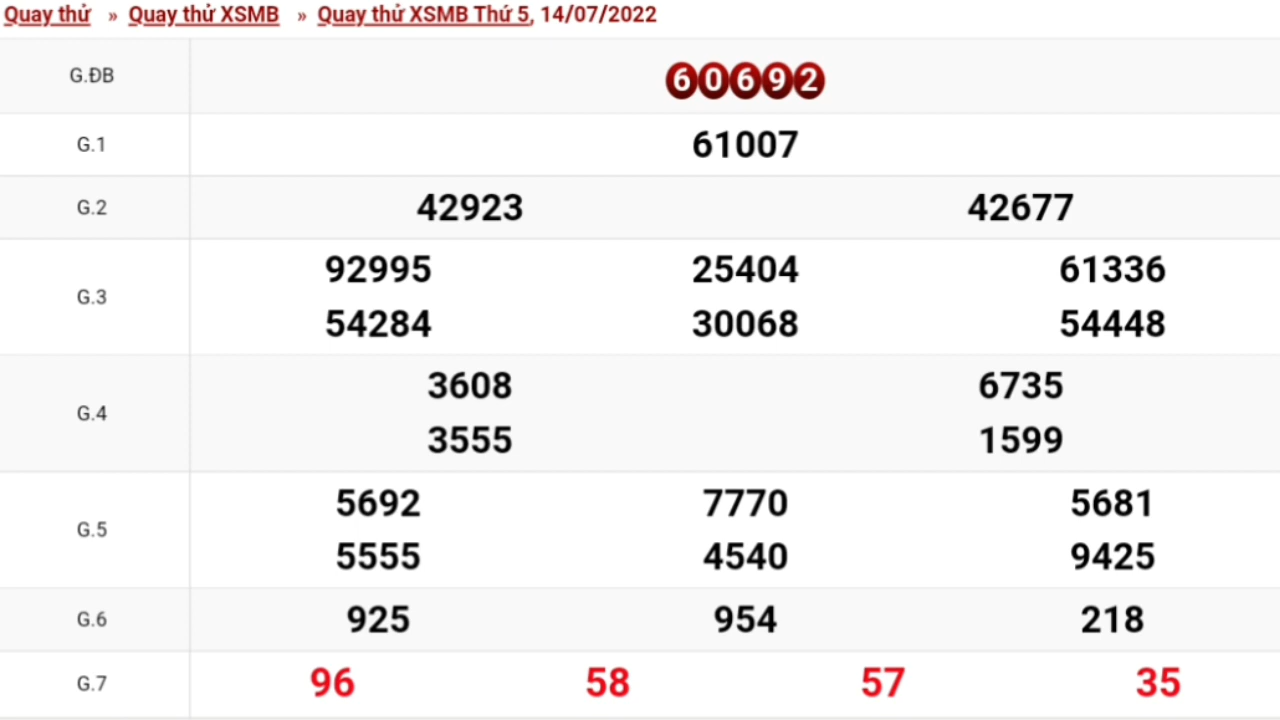 Quay thử » Quay thử XSMB » Quay thử XSMB Thứ 5, 14/07/2022
G.ĐB 60692
G.1 61007
G.2 42923 42677
G.3 92995 25404 61336
54284 30068 54448
G.4 3608 6735
3555 1599
G.5 5692 7770 5681
5555 4540 9425
G.6 925 954 218
G.7 96 58 57 35